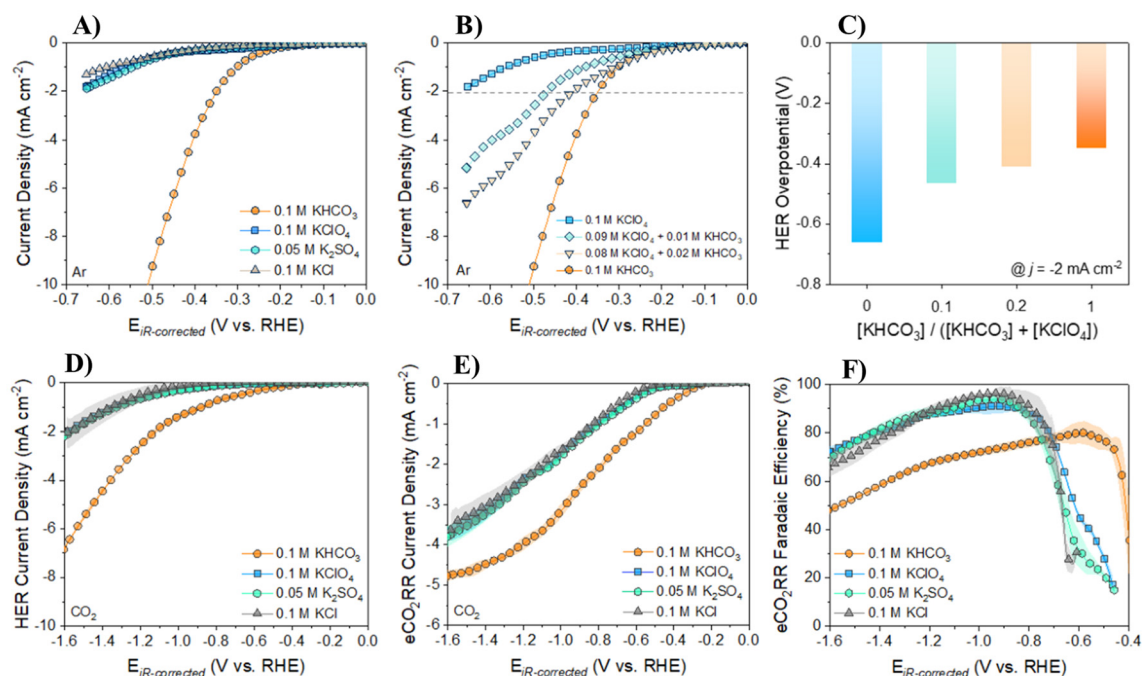 A)
0
-2
-4
-6
-8
-10
Current Density (mA cm⁻²)
0.1 M KHCO₃
0.1 M KClO₄
0.05 M K₂SO₄
0.1 M KCl
Ar
-0.7 -0.6 -0.5 -0.4 -0.3 -0.2 -0.1 0.0
E iR-corrected (V vs. RHE)
B)
0
-2
-4
-6
-8
-10
Current Density (mA cm⁻²)
0.1 M KClO₄
0.09 M KClO₄ + 0.01 M KHCO₃
0.08 M KClO₄ + 0.02 M KHCO₃
0.1 M KHCO₃
Ar
-0.7 -0.6 -0.5 -0.4 -0.3 -0.2 -0.1 0.0
E iR-corrected (V vs. RHE)
C)
0.0
-0.2
-0.4
-0.6
-0.8
HER Overpotential (V)
@ j = -2 mA cm⁻²
0 0.1 0.2 1
[KHCO₃] / ([KHCO₃] + [KClO₄])
D)
0
-2
-4
-6
-8
-10
HER Current Density (mA cm⁻²)
0.1 M KHCO₃
0.1 M KClO₄
0.05 M K₂SO₄
0.1 M KCl
CO₂
-1.6 -1.4 -1.2 -1.0 -0.8 -0.6 -0.4 -0.2 0.0
E iR-corrected (V vs. RHE)
E)
0
-1
-2
-3
-4
-5
-6
eCO₂RR Current Density (mA cm⁻²)
0.1 M KHCO₃
0.1 M KClO₄
0.05 M K₂SO₄
0.1 M KCl
CO₂
-1.6 -1.4 -1.2 -1.0 -0.8 -0.6 -0.4 -0.2 0.0
E iR-corrected (V vs. RHE)
F)
100
80
60
40
20
0
eCO₂RR Faradaic Efficiency (%)
0.1 M KHCO₃
0.1 M KClO₄
0.05 M K₂SO₄
0.1 M KCl
-1.6 -1.4 -1.2 -1.0 -0.8 -0.6 -0.4
E iR-corrected (V vs. RHE)